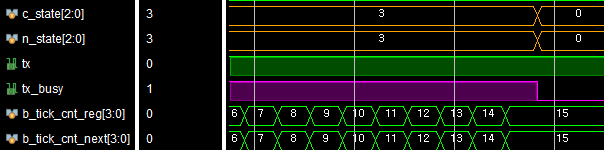 c_state[2:0] 3 3 0
n_state[2:0] 3 3 0
tx 0
tx_busy 1
b_tick_cnt_reg[3:0] 0 6 7 8 9 10 11 12 13 14 15
b_tick_cnt_next[3:0] 0 6 7 8 9 10 11 12 13 14 15